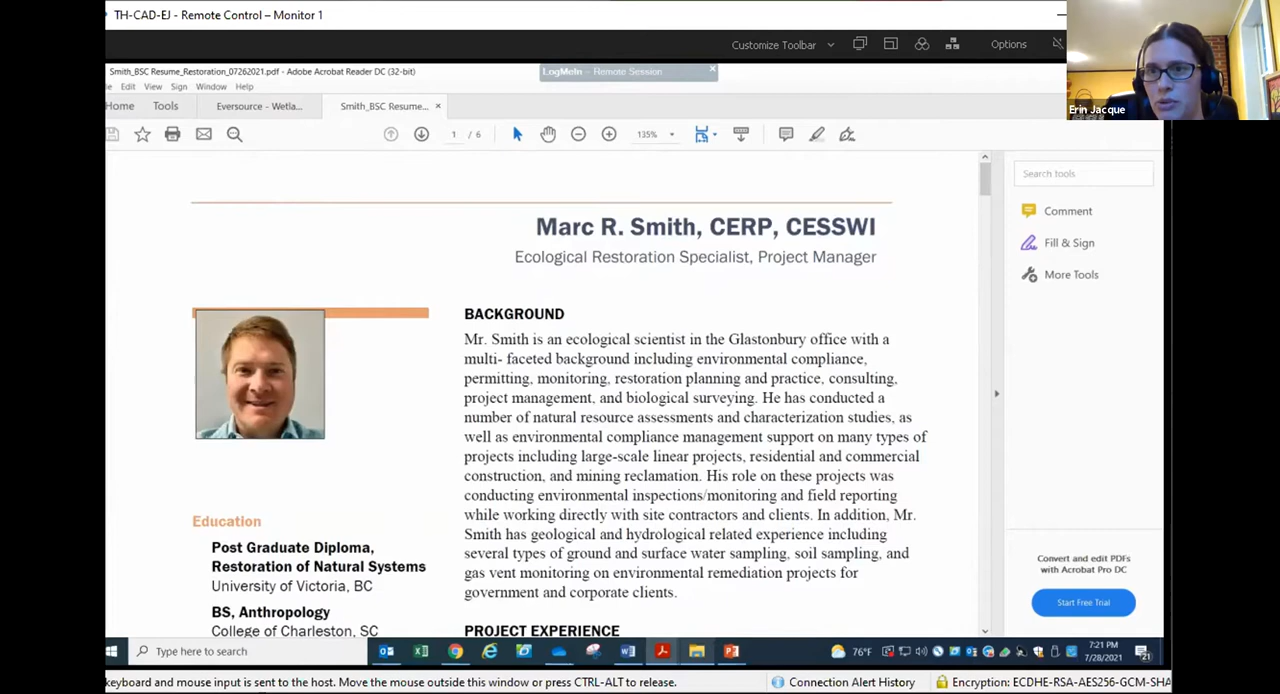 TH-CAD-EJ - Remote Control – Monitor 1
Customize Toolbar
Options
Erin Jacque
Smith_BSC Resume_Restoration_07262021.pdf - Adobe Acrobat Reader DC (32-bit)
LogMeIn – Remote Session
Edit View Sign Window Help
Home Tools Eversource - Wetla... Smith_BSC Resume...
1 / 6 135%
Search tools
Comment
Fill & Sign
More Tools
Marc R. Smith, CERP, CESSWI
Ecological Restoration Specialist, Project Manager
BACKGROUND
Mr. Smith is an ecological scientist in the Glastonbury office with a
multi- faceted background including environmental compliance,
permitting, monitoring, restoration planning and practice, consulting,
project management, and biological surveying. He has conducted a
number of natural resource assessments and characterization studies, as
well as environmental compliance management support on many types of
projects including large-scale linear projects, residential and commercial
construction, and mining reclamation. His role on these projects was
conducting environmental inspections/monitoring and field reporting
while working directly with site contractors and clients. In addition, Mr.
Smith has geological and hydrological related experience including
several types of ground and surface water sampling, soil sampling, and
gas vent monitoring on environmental remediation projects for
government and corporate clients.
PROJECT EXPERIENCE
Education
Post Graduate Diploma,
Restoration of Natural Systems
University of Victoria, BC
BS, Anthropology
College of Charleston, SC
Convert and edit PDFs
with Acrobat Pro DC
Start Free Trial
Type here to search
76°F
7:21 PM
7/28/2021
21
keyboard and mouse input is sent to the host. Move the mouse outside this window or press CTRL-ALT to release.
Connection Alert History
Encryption: ECDHE-RSA-AES256-GCM-SHA